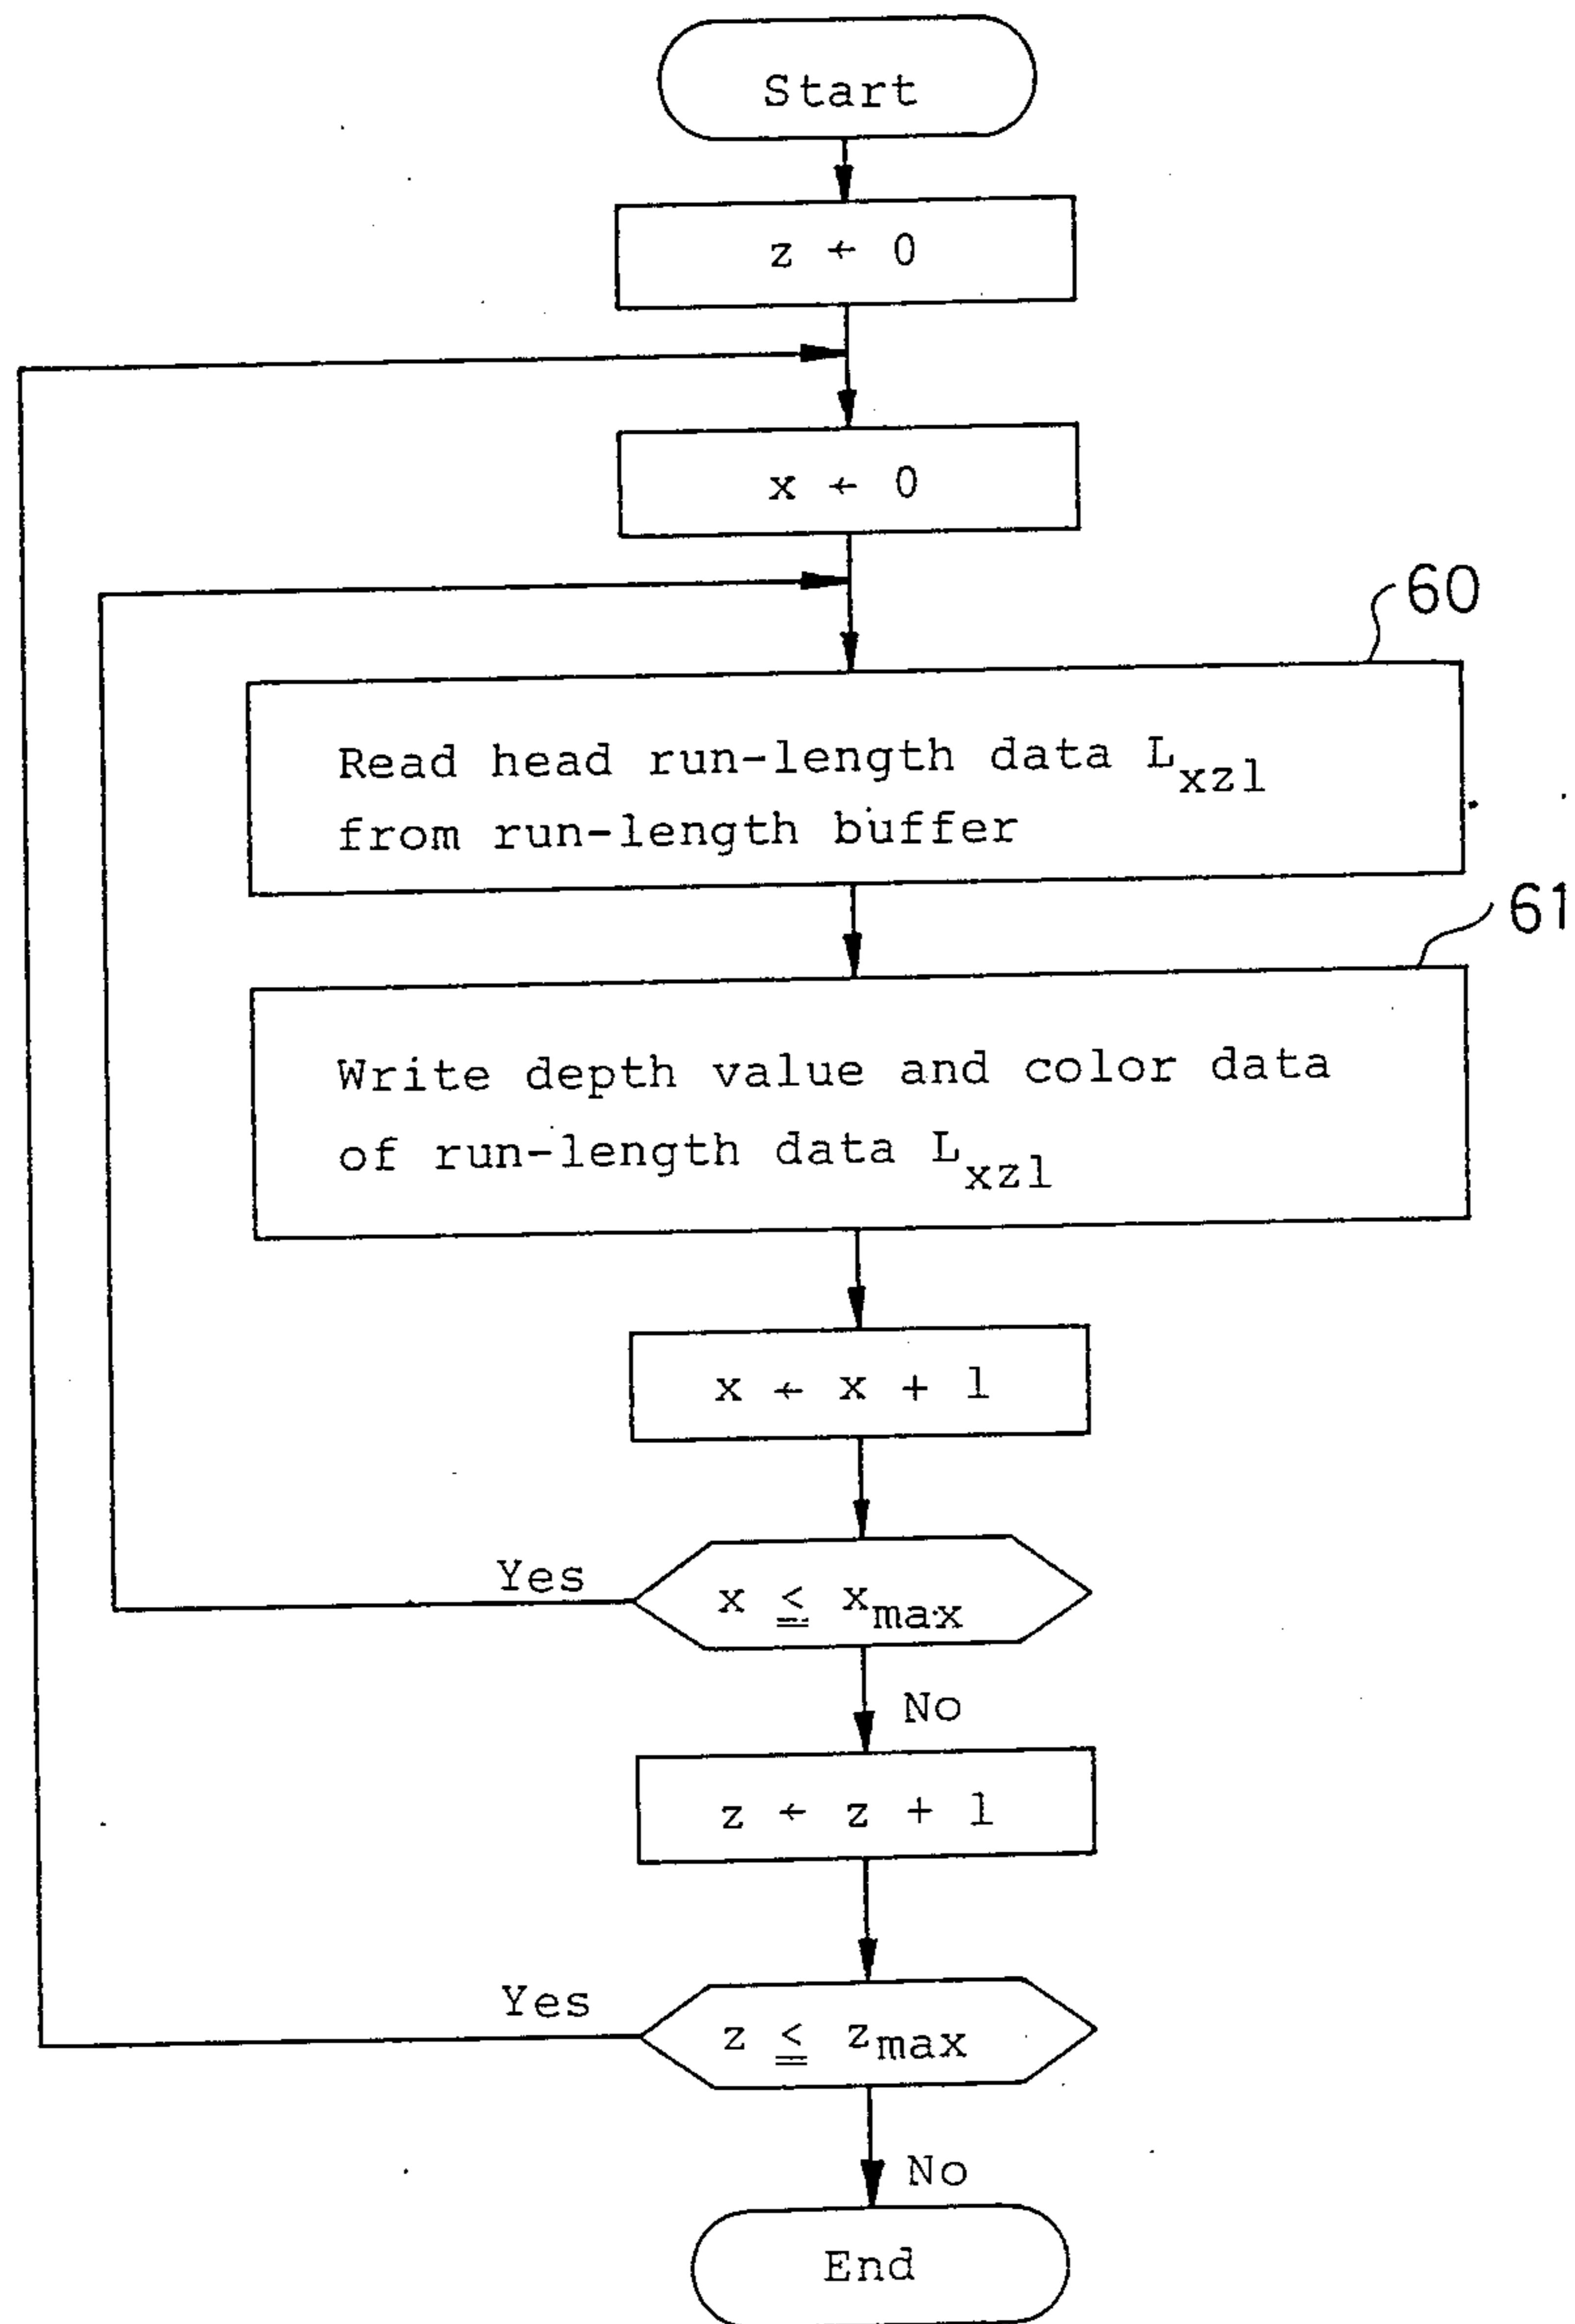 Start
z ← 0
x ← 0
60
Read head run-length data Lxz1
from run-length buffer
61
Write depth value and color data
of run-length data Lxz1
x ← x + 1
Yes
x ≦ xmax
No
z ← z + 1
Yes
z ≦ zmax
No
End